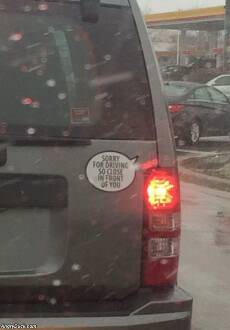 SORRY
FOR DRIVING
SO CLOSE
IN FRONT
OF YOU